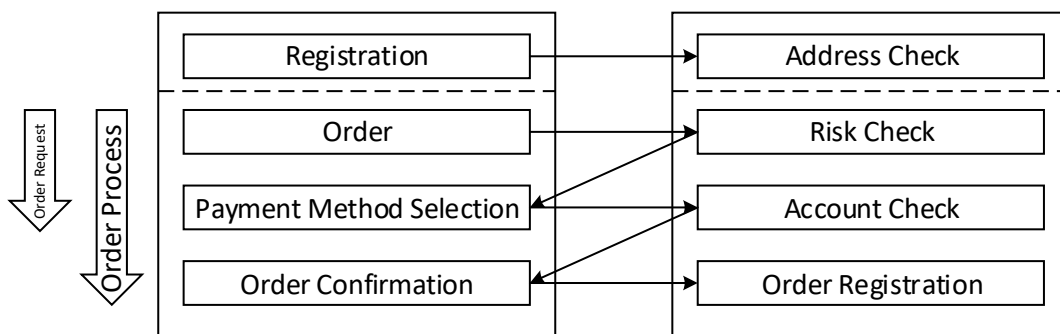 Registration
Address Check
Order Request
Order Process
Order
Risk Check
Payment Method Selection
Account Check
Order Confirmation
Order Registration